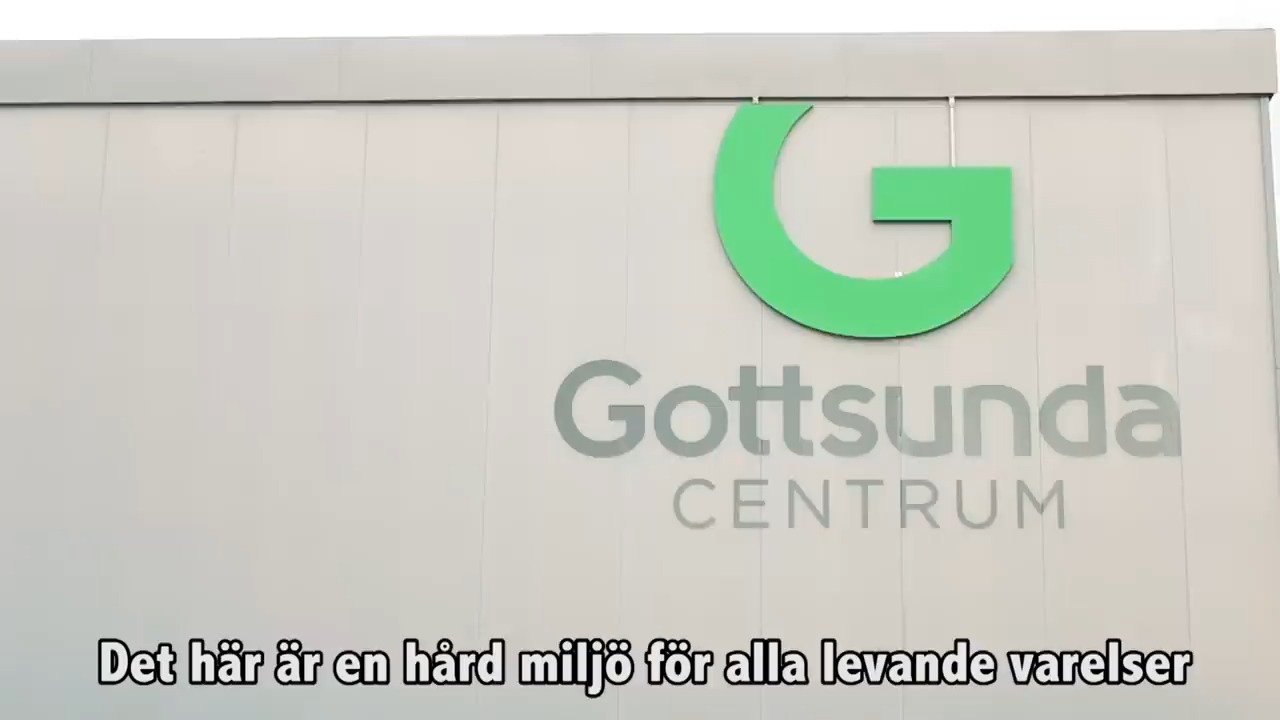 G
Gottsunda
CENTRUM
Det här är en hård miljö för alla levande varelser